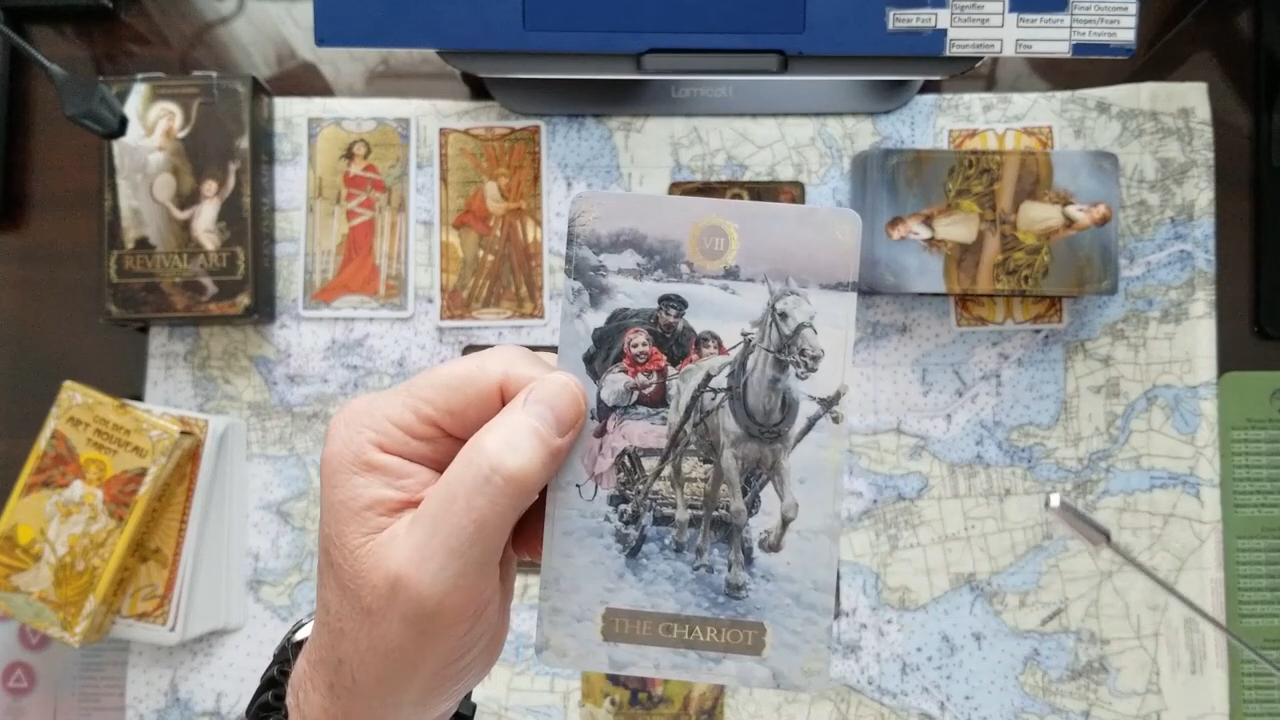 Signifier
Final Outcome
Near Past
Challenge
Near Future
Hopes/Fears
The Environ
Foundation
You
Lamicall
REVIVAL ART
VII
GOLDEN
ART NOUVEAU
TAROT
THE CHARIOT